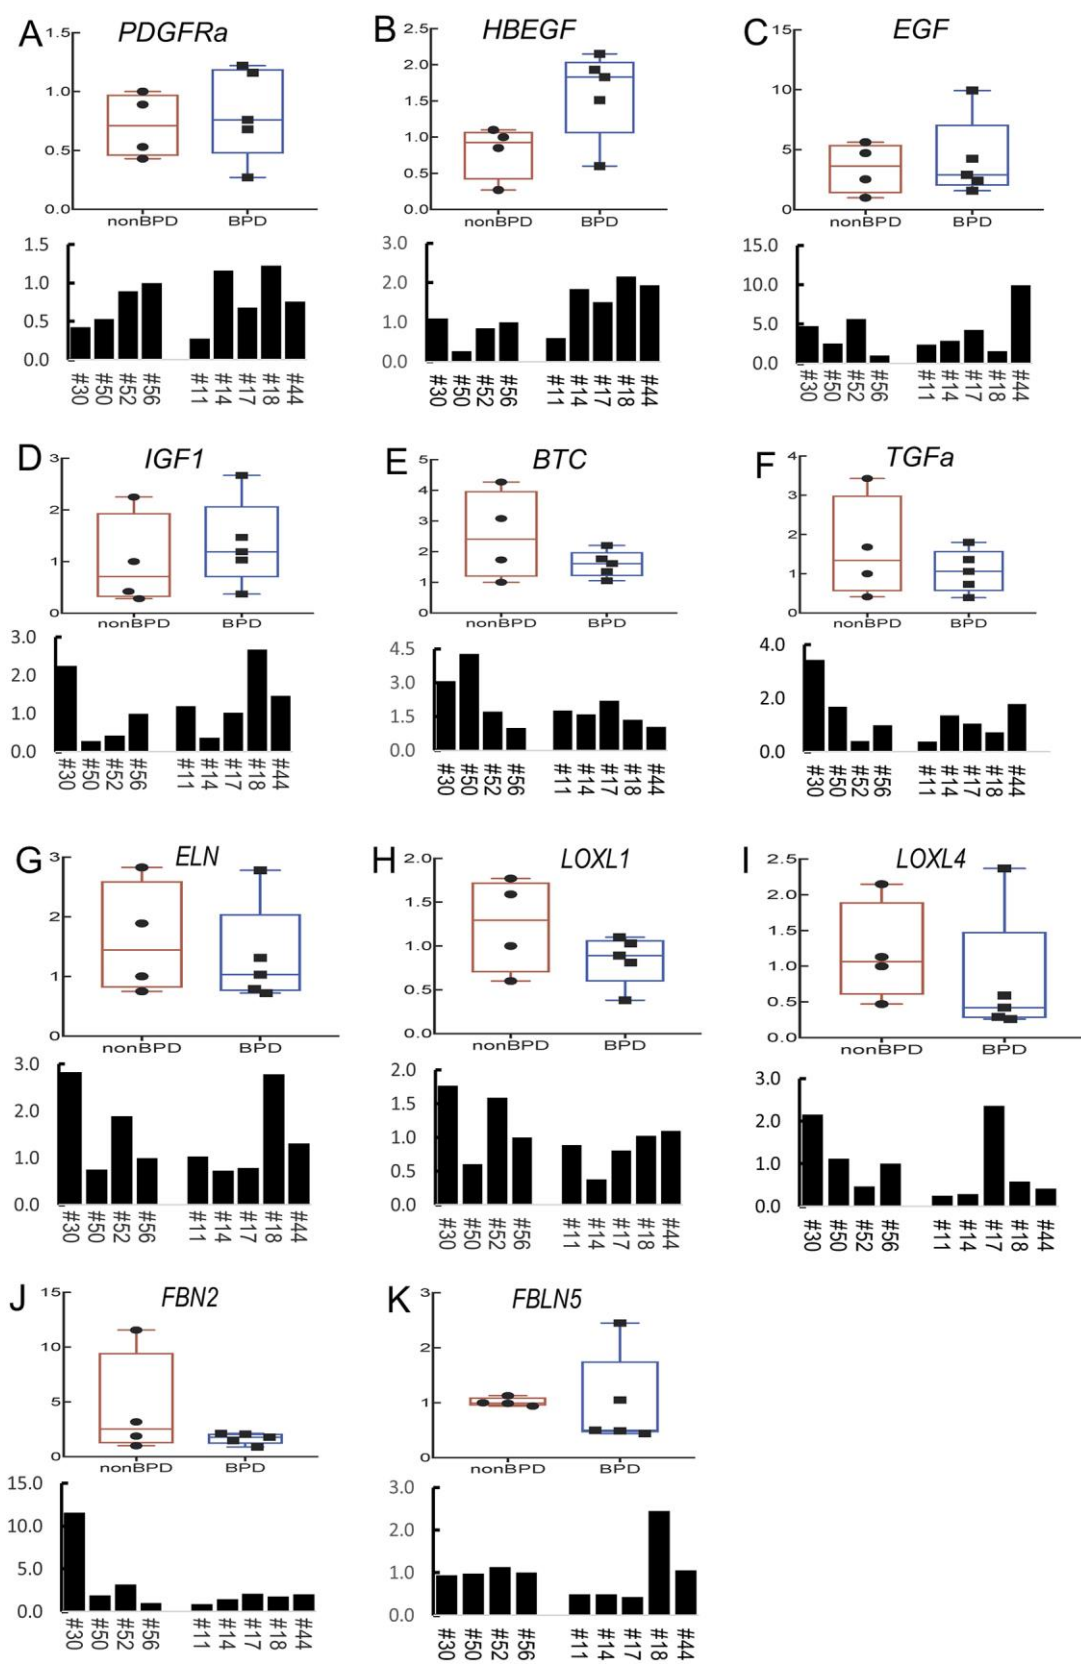 A PDGFRa
1.5
1.0
0.5
0.0
nonBPD BPD
1.5
1.0
0.5
0.0
#30 #50 #52 #56 #11 #14 #17 #18 #44
B HBEGF
2.5
2.0
1.5
1.0
0.5
0.0
nonBPD BPD
3.0
2.0
1.0
0.0
#30 #50 #52 #56 #11 #14 #17 #18 #44
C EGF
15
10
5
0
nonBPD BPD
15.0
10.0
5.0
0.0
#30 #50 #52 #56 #11 #14 #17 #18 #44
D IGF1
3
2
1
0
nonBPD BPD
3.0
2.0
1.0
0.0
#30 #50 #52 #56 #11 #14 #17 #18 #44
E BTC
5
4
3
2
1
0
nonBPD BPD
4.5
3.0
1.5
0.0
#30 #50 #52 #56 #11 #14 #17 #18 #44
F TGFa
4
3
2
1
0
nonBPD BPD
4.0
2.0
0.0
#30 #50 #52 #56 #11 #14 #17 #18 #44
G ELN
3
2
1
0
nonBPD BPD
3.0
2.0
1.0
0.0
#30 #50 #52 #56 #11 #14 #17 #18 #44
H LOXL1
2.0
1.5
1.0
0.5
0.0
nonBPD BPD
2.0
1.5
1.0
0.5
0.0
#30 #50 #52 #56 #11 #14 #17 #18 #44
I LOXL4
2.5
2.0
1.5
1.0
0.5
0.0
nonBPD BPD
3.0
2.0
1.0
0.0
#30 #50 #52 #56 #11 #14 #17 #18 #44
J FBN2
15
10
5
0
nonBPD BPD
15.0
10.0
5.0
0.0
#30 #50 #52 #56 #11 #14 #17 #18 #44
K FBLN5
3
2
1
0
nonBPD BPD
3.0
2.0
1.0
0.0
#30 #50 #52 #56 #11 #14 #17 #18 #44